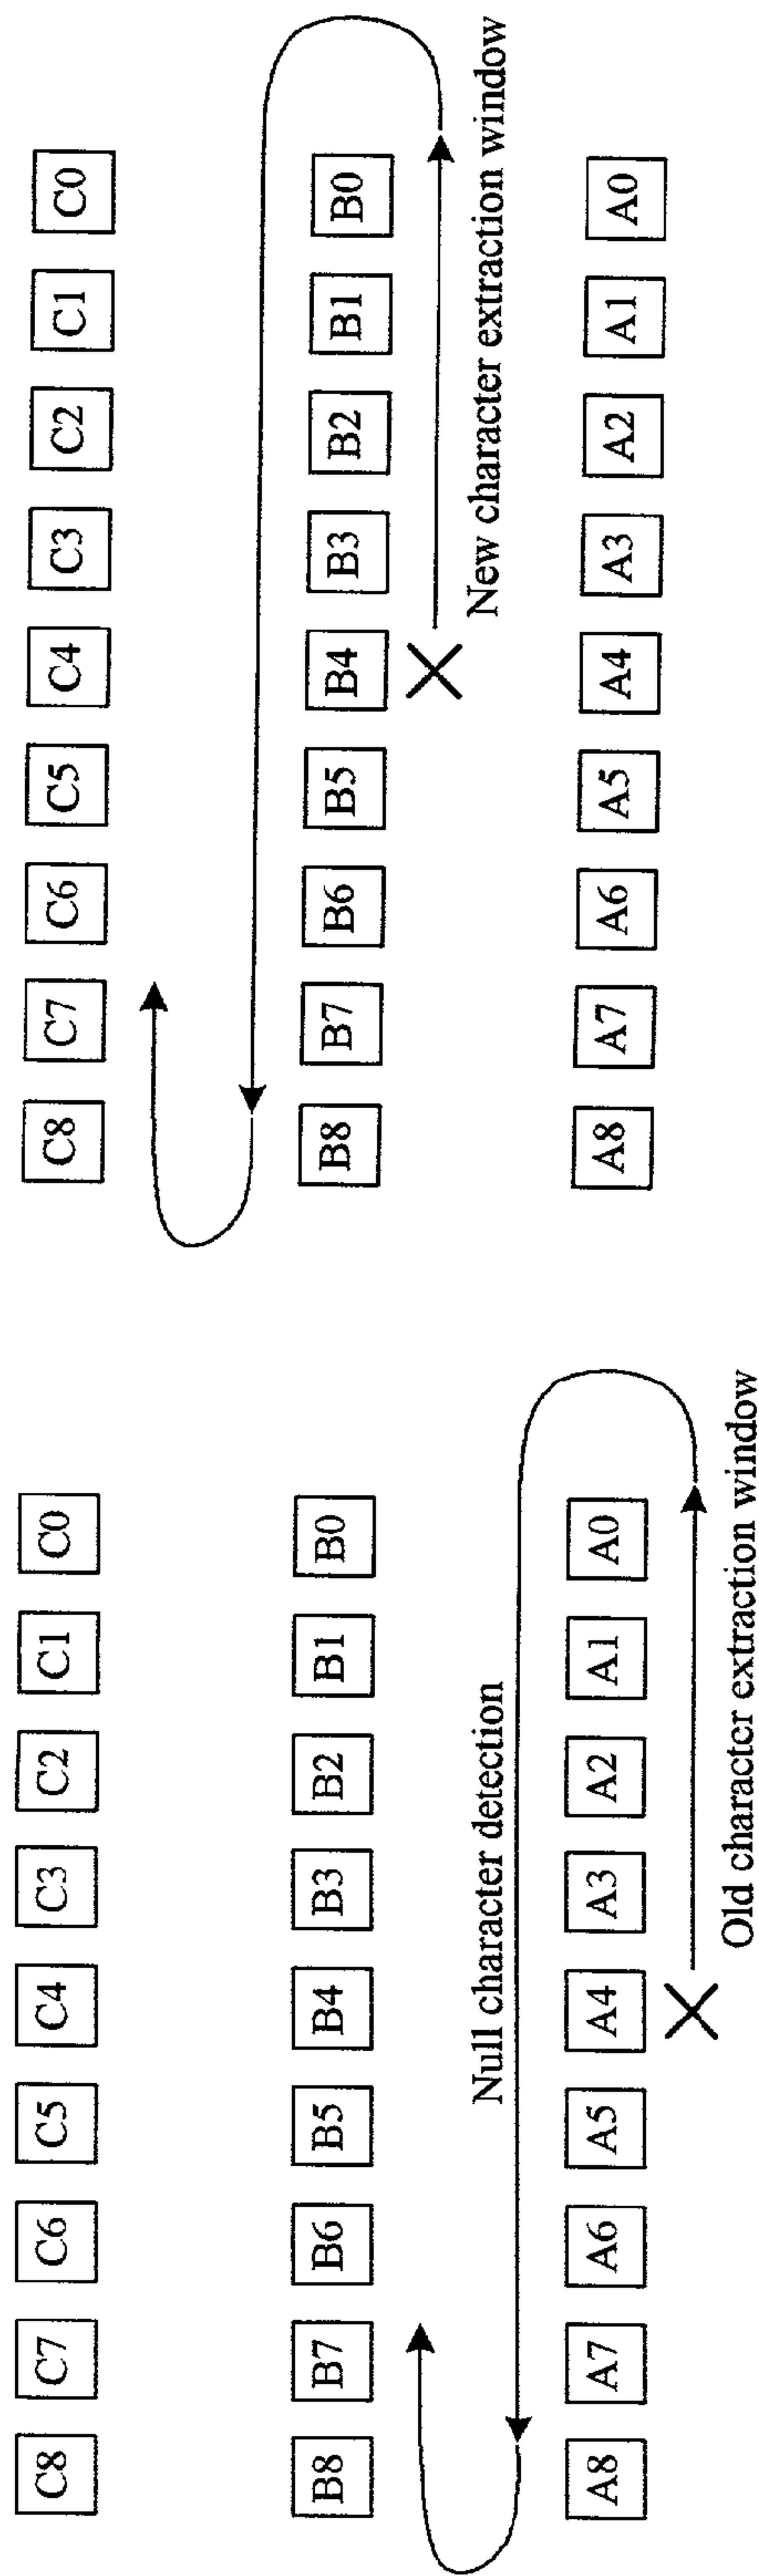 C8 C7 C6 C5 C4 C3 C2 C1 C0
B8 B7 B6 B5 B4 B3 B2 B1 B0
Null character detection
A8 A7 A6 A5 A4 A3 A2 A1 A0
Old character extraction window
C8 C7 C6 C5 C4 C3 C2 C1 C0
B8 B7 B6 B5 B4 B3 B2 B1 B0
New character extraction window
A8 A7 A6 A5 A4 A3 A2 A1 A0